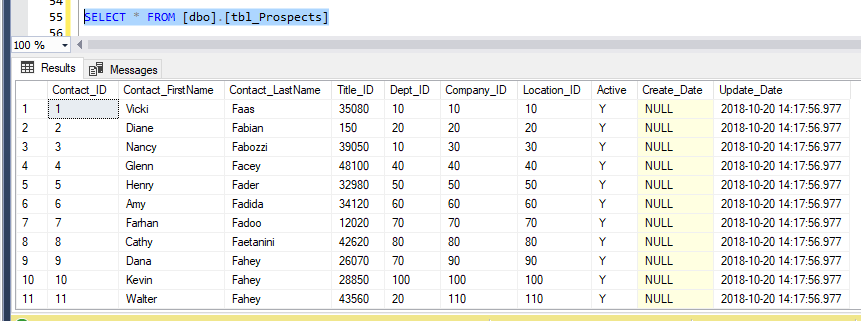 54
55 SELECT * FROM [dbo].[tbl_Prospects]
56
100 %
Results Messages
Contact_ID Contact_FirstName Contact_LastName Title_ID Dept_ID Company_ID Location_ID Active Create_Date Update_Date
1 1 Vicki Faas 35080 10 10 10 Y NULL 2018-10-20 14:17:56.977
2 2 Diane Fabian 150 20 20 20 Y NULL 2018-10-20 14:17:56.977
3 3 Nancy Fabozzi 39050 10 30 30 Y NULL 2018-10-20 14:17:56.977
4 4 Glenn Facey 48100 40 40 40 Y NULL 2018-10-20 14:17:56.977
5 5 Henry Fader 32980 50 50 50 Y NULL 2018-10-20 14:17:56.977
6 6 Amy Fadida 34120 60 60 60 Y NULL 2018-10-20 14:17:56.977
7 7 Farhan Fadoo 12020 70 70 70 Y NULL 2018-10-20 14:17:56.977
8 8 Cathy Faetanini 42620 80 80 80 Y NULL 2018-10-20 14:17:56.977
9 9 Dana Fahey 26070 70 90 90 Y NULL 2018-10-20 14:17:56.977
10 10 Kevin Fahey 28850 100 100 100 Y NULL 2018-10-20 14:17:56.977
11 11 Walter Fahey 43560 20 110 110 Y NULL 2018-10-20 14:17:56.977